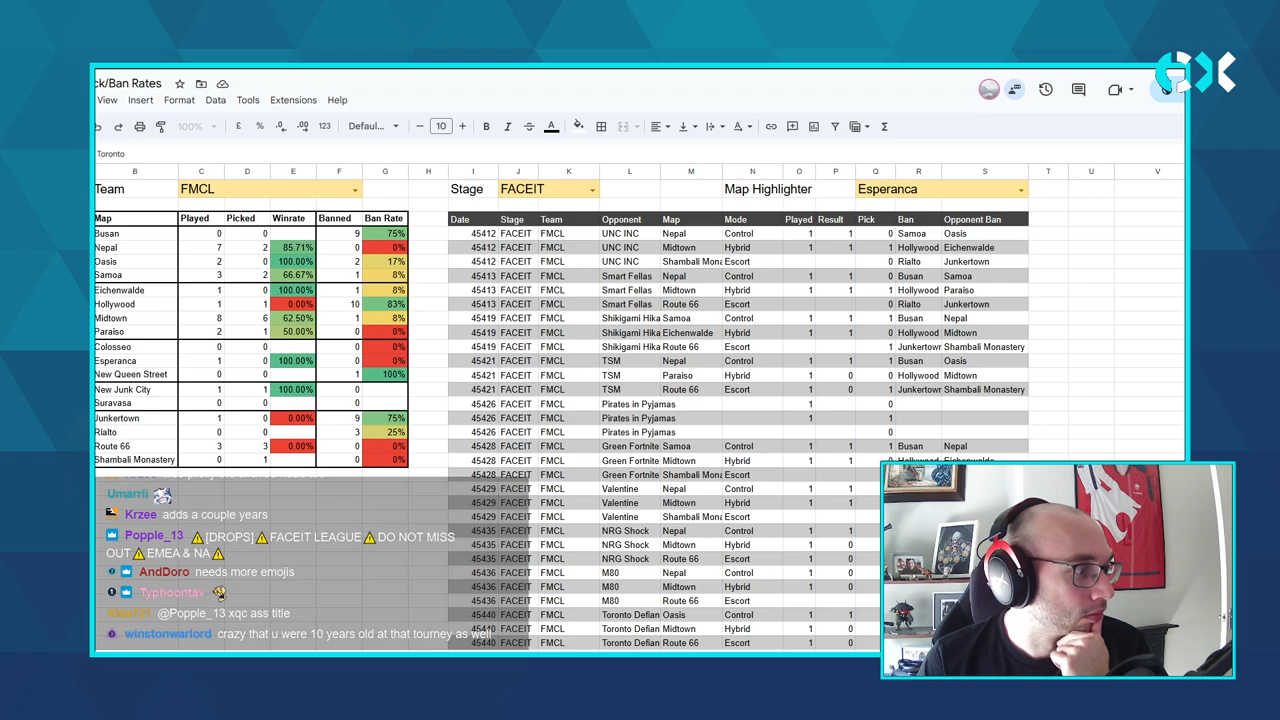 ck/Ban Rates
View Insert Format Data Tools Extensions Help
100% £ % .0 .00 123 Defaul... 10 B I A Σ
Toronto
B C D E F G H I J K L M N O P Q R S T U V
Team FMCL Stage FACEIT Map Highlighter Esperanca
Map Played Picked Winrate Banned Ban Rate
Busan 0 0 9 75%
Nepal 7 2 85.71% 0 0%
Oasis 2 0 100.00% 2 17%
Samoa 3 2 66.67% 1 8%
Eichenwalde 1 0 100.00% 1 8%
Hollywood 1 1 0.00% 10 83%
Midtown 8 6 62.50% 1 8%
Paraiso 2 1 50.00% 0 0%
Colosseo 0 0 0 0%
Esperanca 1 0 100.00% 0 0%
New Queen Street 0 0 1 100%
New Junk City 1 1 100.00% 0
Suravasa 0 0 0
Junkertown 1 0 0.00% 9 75%
Rialto 0 0 3 25%
Route 66 3 3 0.00% 0 0%
Shambali Monastery 0 1 0 0%
Date Stage Team Opponent Map Mode Played Result Pick Ban Opponent Ban
45412 FACEIT FMCL UNC INC Nepal Control 1 1 0 Samoa Oasis
45412 FACEIT FMCL UNC INC Midtown Hybrid 1 1 1 Hollywood Eichenwalde
45412 FACEIT FMCL UNC INC Shambali Mona Escort 0 Rialto Junkertown
45413 FACEIT FMCL Smart Fellas Nepal Control 1 1 1 Busan Samoa
45413 FACEIT FMCL Smart Fellas Eichenwalde Hybrid 1 1 0 Hollywood Paraiso
45413 FACEIT FMCL Smart Fellas Route 66 Escort 0 Rialto Junkertown
45419 FACEIT FMCL Shikigami Hika Samoa Control 1 1 1 Busan Nepal
45419 FACEIT FMCL Shikigami Hika Eichenwalde Hybrid 1 1 0 Hollywood Midtown
45419 FACEIT FMCL Shikigami Hika Route 66 Escort 1 Junkertown Shambali Monastery
45421 FACEIT FMCL TSM Nepal Control 1 1 1 Busan Oasis
45421 FACEIT FMCL TSM Paraiso Hybrid 1 0 0 Hollywood Midtown
45421 FACEIT FMCL TSM Route 66 Escort 1 0 1 Junkertown Shambali Monastery
45426 FACEIT FMCL Pirates in Pyjamas 1 0
45426 FACEIT FMCL Pirates in Pyjamas 1 0
45426 FACEIT FMCL Pirates in Pyjamas 0
45428 FACEIT FMCL Green Fortnite Samoa Control 1 1 1 Busan Nepal
45428 FACEIT FMCL Green Fortnite Midtown Hybrid 1 1 0 Hollywood Eichenwalde
45428 FACEIT FMCL Green Fortnite Shambali Mona Escort
45429 FACEIT FMCL Valentine Nepal Control 1 1
45429 FACEIT FMCL Valentine Midtown Hybrid 1 1
45429 FACEIT FMCL Valentine Shambali Mona Escort
45435 FACEIT FMCL NRG Shock Nepal Control 1 1
45435 FACEIT FMCL NRG Shock Midtown Hybrid 1 0
45435 FACEIT FMCL NRG Shock Route 66 Escort 1 0
45436 FACEIT FMCL M80 Nepal Control 1 0
45436 FACEIT FMCL M80 Midtown Hybrid 1 0
45436 FACEIT FMCL M80 Route 66 Escort
45440 FACEIT FMCL Toronto Defian Oasis Control 1 1
45440 FACEIT FMCL Toronto Defian Midtown Hybrid 1 0
45440 FACEIT FMCL Toronto Defian Route 66 Escort 1 0
Umarrii
Krzee adds a couple years
Popple_13 ⚠[DROPS]⚠FACEIT LEAGUE⚠DO NOT MISS
OUT⚠EMEA & NA⚠
AndDoro needs more emojis
Typhoontav
@Popple_13 xqc ass title
winstonwarlord crazy that u were 10 years old at that tourney as well